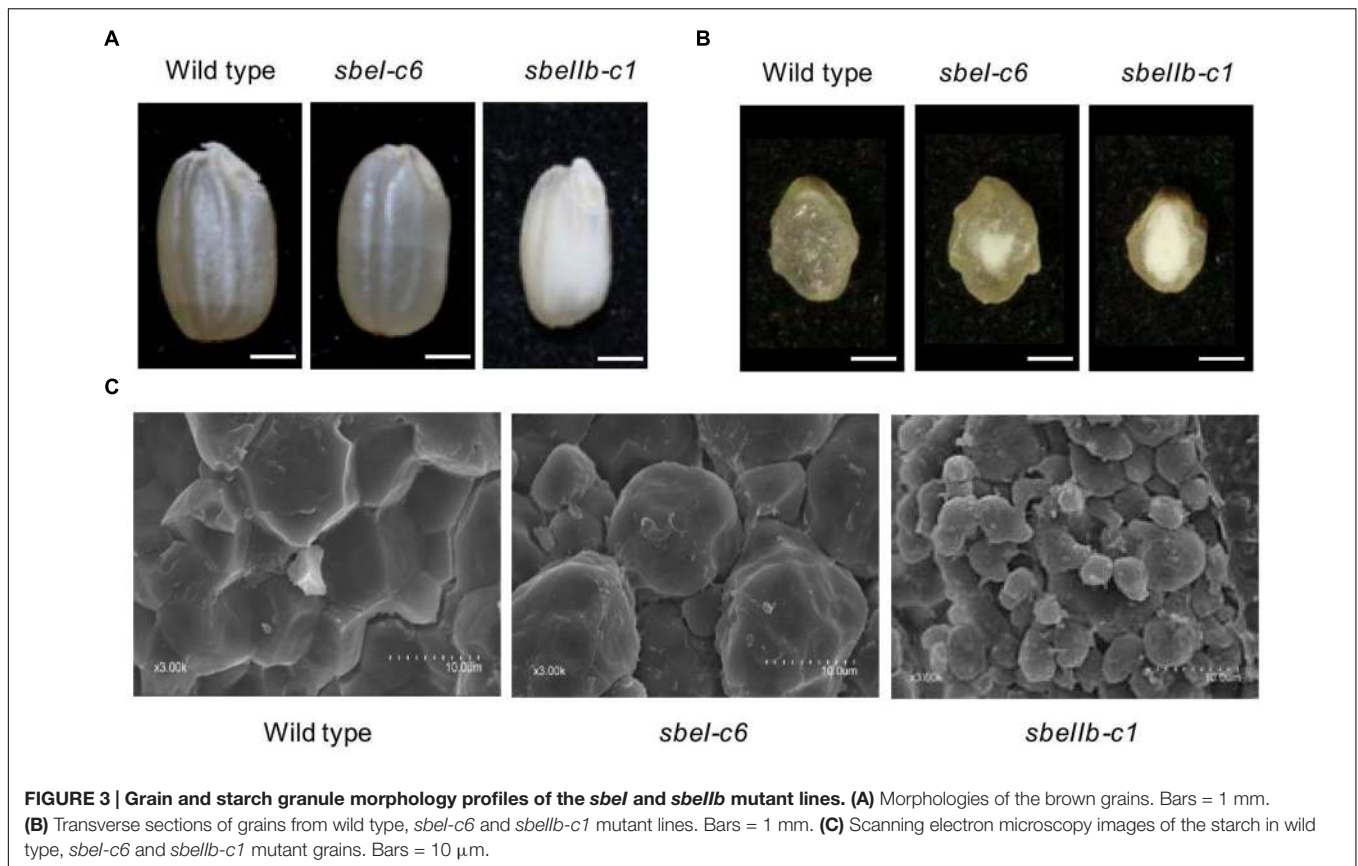 A
B
Wild type sbeI-c6 sbeIIb-c1
Wild type sbeI-c6 sbeIIb-c1
C
x3.00k 10.0um
x3.00k 10.0um
x3.00k 10.0um
Wild type sbeI-c6 sbeIIb-c1
FIGURE 3 | Grain and starch granule morphology profiles of the sbeI and sbeIIb mutant lines. (A) Morphologies of the brown grains. Bars = 1 mm.
(B) Transverse sections of grains from wild type, sbeI-c6 and sbeIIb-c1 mutant lines. Bars = 1 mm. (C) Scanning electron microscopy images of the starch in wild
type, sbeI-c6 and sbeIIb-c1 mutant grains. Bars = 10 μm.